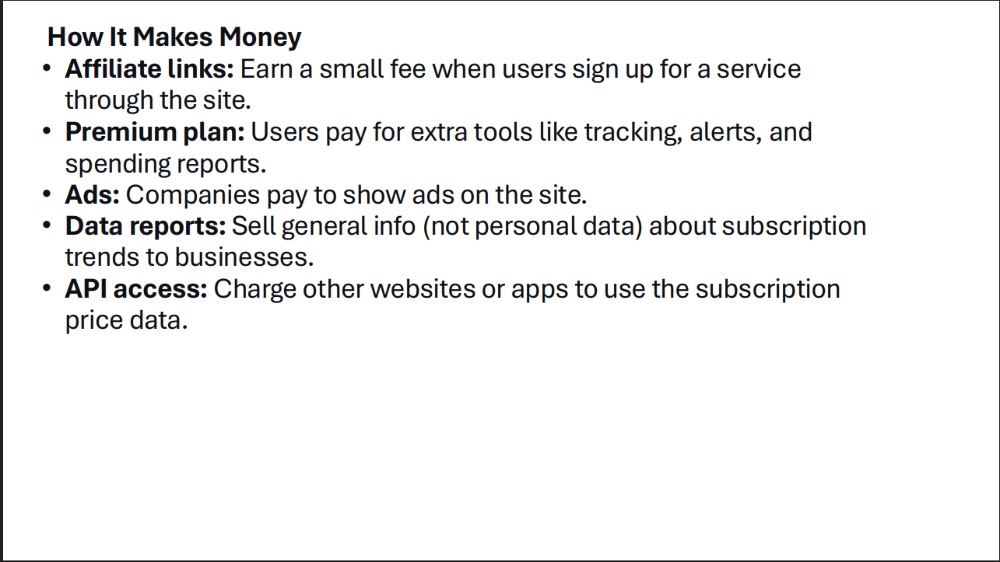 How It Makes Money
• Affiliate links: Earn a small fee when users sign up for a service
through the site.
• Premium plan: Users pay for extra tools like tracking, alerts, and
spending reports.
• Ads: Companies pay to show ads on the site.
• Data reports: Sell general info (not personal data) about subscription
trends to businesses.
• API access: Charge other websites or apps to use the subscription
price data.